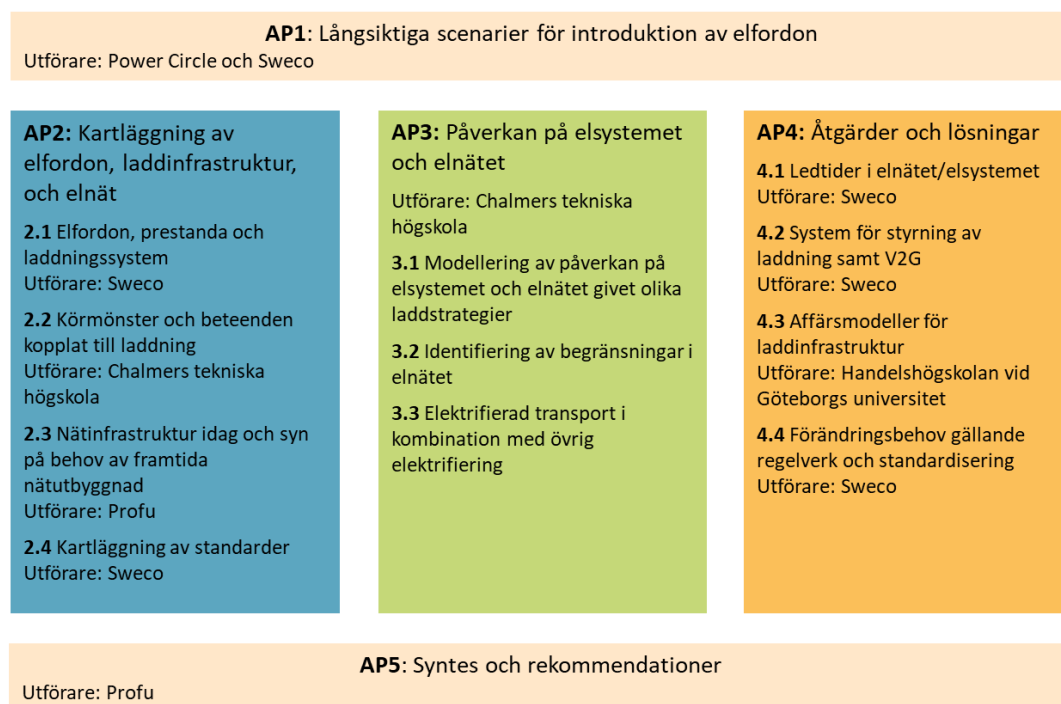 AP1: Långsiktiga scenarier för introduktion av elfordon
Utförare: Power Circle och Sweco
AP2: Kartläggning av
elfordon, laddinfrastruktur,
och elnät
2.1 Elfordon, prestanda och
laddningssystem
Utförare: Sweco
2.2 Körmönster och beteenden
kopplat till laddning
Utförare: Chalmers tekniska
högskola
2.3 Nätinfrastruktur idag och syn
på behov av framtida
nätutbyggnad
Utförare: Profu
2.4 Kartläggning av standarder
Utförare: Sweco
AP3: Påverkan på elsystemet
och elnätet
Utförare: Chalmers tekniska
högskola
3.1 Modellering av påverkan på
elsystemet och elnätet givet olika
laddstrategier
3.2 Identifiering av begränsningar i
elnätet
3.3 Elektrifierad transport i
kombination med övrig
elektrifiering
AP4: Åtgärder och lösningar
4.1 Ledtider i elnätet/elsystemet
Utförare: Sweco
4.2 System för styrning av
laddning samt V2G
Utförare: Sweco
4.3 Affärsmodeller för
laddinfrastruktur
Utförare: Handelshögskolan vid
Göteborgs universitet
4.4 Förändringsbehov gällande
regelverk och standardisering
Utförare: Sweco
AP5: Syntes och rekommendationer
Utförare: Profu